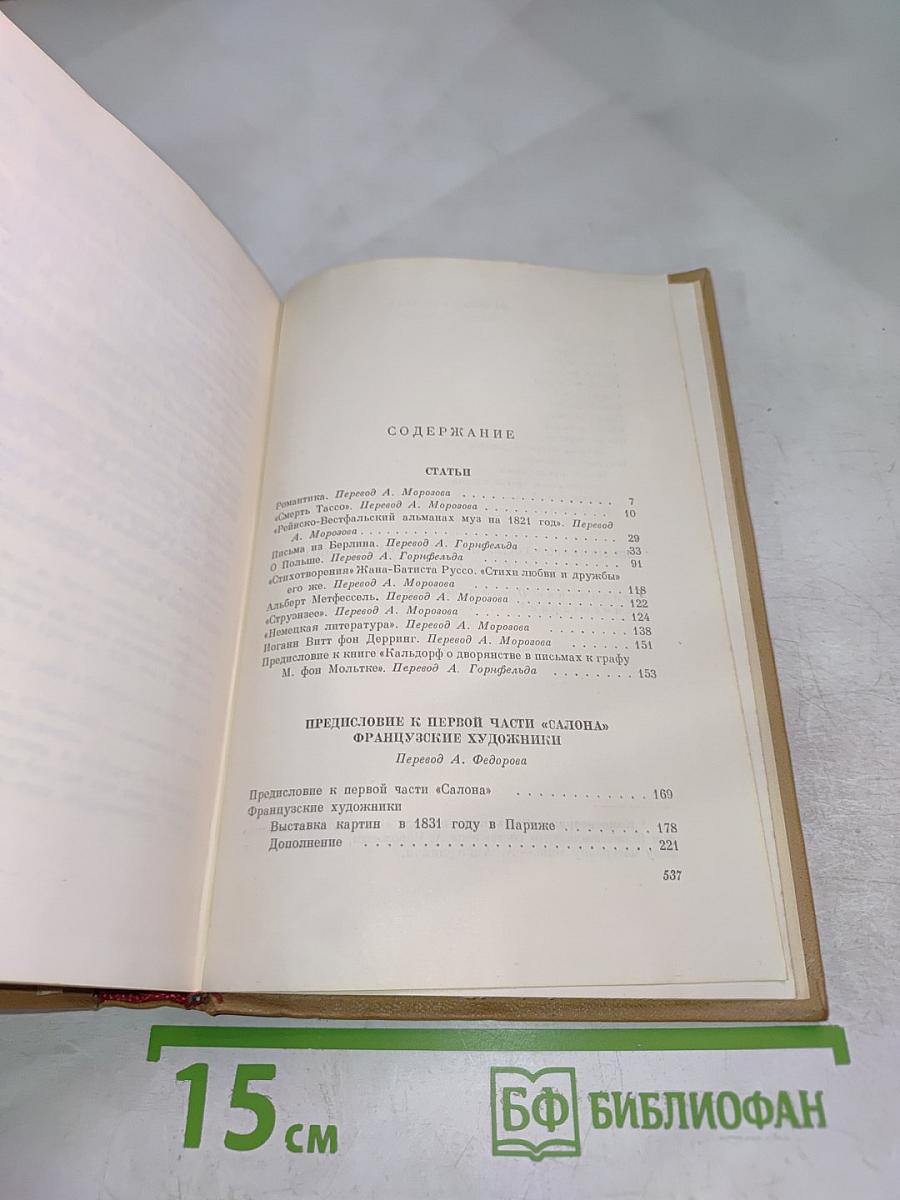 СОДЕРЖАНИЕ
СТАТЬИ
Романтика. Перевод А. Морозова . . . . . . . . . . . . . . . . 7
«Смерть Тассо». Перевод А. Морозова . . . . . . . . . . . . . 10
«Рейнско-Вестфальский альманах муз на 1821 год». Перевод
А. Морозова . . . . . . . . . . . . . . . . . . . . . . . 29
Письма из Берлина. Перевод А. Горнфельда . . . . . . . . . 33
О Польше. Перевод А. Горнфельда . . . . . . . . . . . . . 91
«Стихотворения» Жана-Батиста Руссо. «Стихи любви и дружбы»
его же. Перевод А. Морозова . . . . . . . . . . . . . . 118
Альберт Метфессель. Перевод А. Морозова . . . . . . . . . . . 122
«Струэнзее». Перевод А. Морозова . . . . . . . . . . . . . . 124
«Немецкая литература». Перевод А. Морозова . . . . . . . . 138
Иоганн Витт фон Дерринг. Перевод А. Морозова . . . . . . . 151
Предисловие к книге «Кальдорф о дворянстве в письмах к графу
М. фон Мольтке». Перевод А. Горнфельда . . . . . . . . 153
ПРЕДИСЛОВИЕ К ПЕРВОЙ ЧАСТИ «САЛОНА»
ФРАНЦУЗСКИЕ ХУДОЖНИКИ
Перевод А. Федорова
Предисловие к первой части «Салона» . . . . . . . . . . . . 169
Французские художники
Выставка картин в 1831 году в Париже . . . . . . . . . 178
Дополнение . . . . . . . . . . . . . . . . . . . . . . . . 221
537
15 см
БФ БИБЛИОФАН